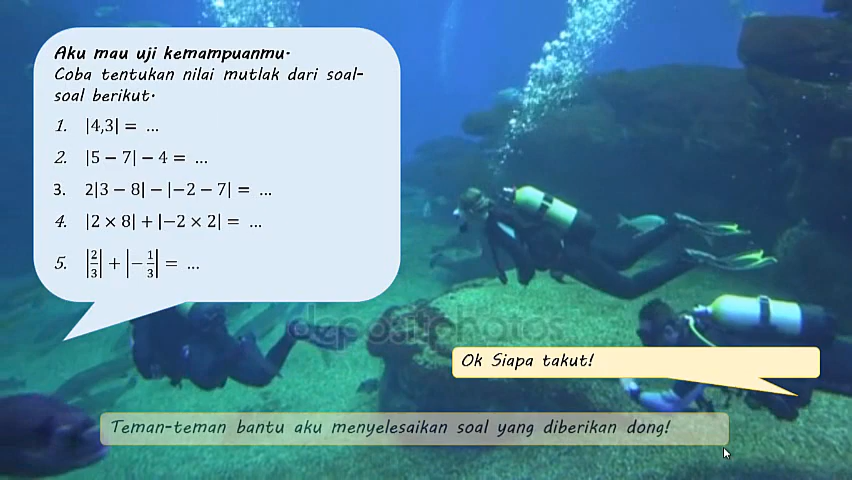 Aku mau uji kemampuanmu.
Coba tentukan nilai mutlak dari soal-
soal berikut.
1. |4,3| = ...
2. |5 − 7| − 4 = ...
3. 2|3 − 8| − |−2 − 7| = ...
4. |2 × 8| + |−2 × 2| = ...
5. |2/3| + |−1/3| = ...
depositphotos
Ok Siapa takut!
Teman-teman bantu aku menyelesaikan soal yang diberikan dong!